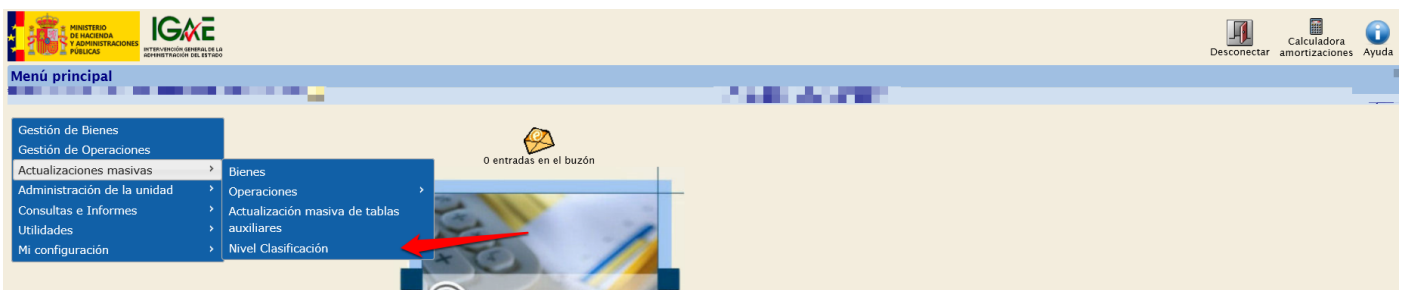 MINISTERIO
DE HACIENDA
Y ADMINISTRACIONES
PÚBLICAS
IGAE
INTERVENCIÓN GENERAL DE LA
ADMINISTRACIÓN DEL ESTADO
Desconectar
Calculadora
amortizaciones
Ayuda
Menú principal
Gestión de Bienes
Gestión de Operaciones
Actualizaciones masivas
Administración de la unidad
Consultas e Informes
Utilidades
Mi configuración
Bienes
Operaciones
Actualización masiva de tablas
auxiliares
Nivel Clasificación
0 entradas en el buzón